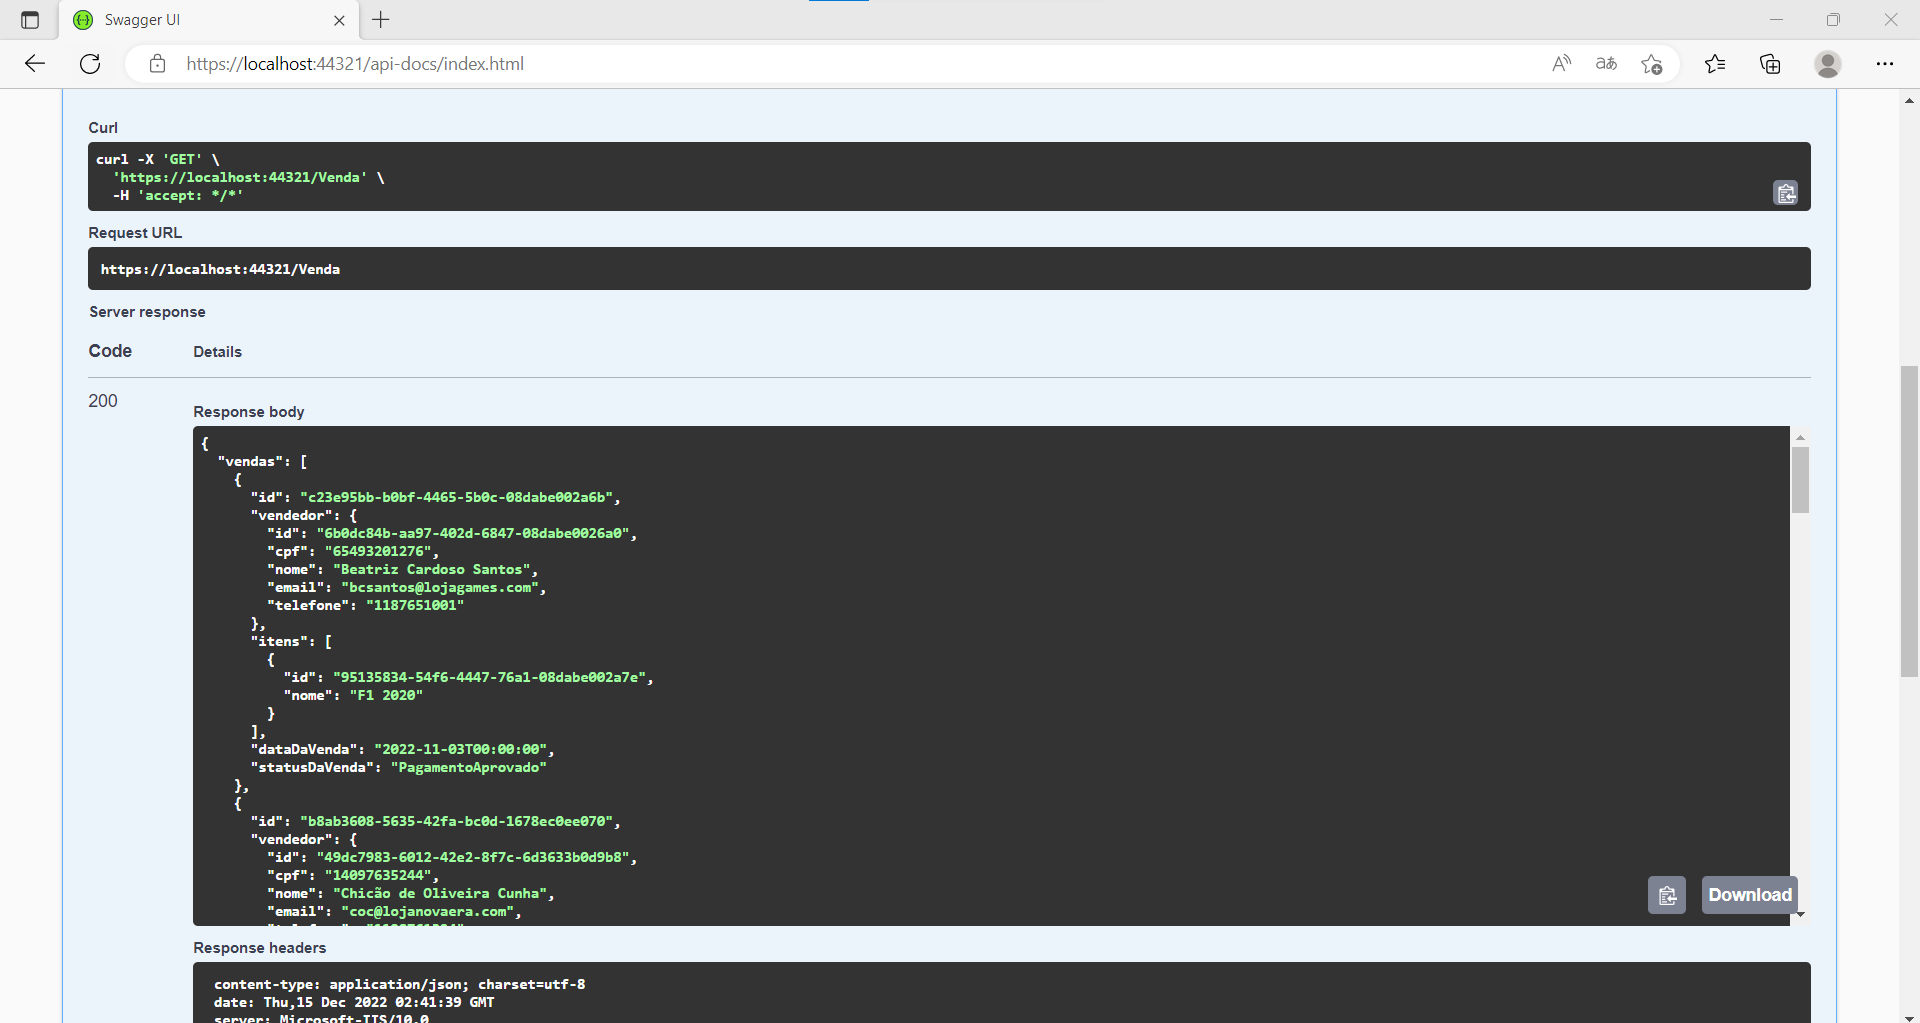 Swagger UI
https://localhost:44321/api-docs/index.html
Curl
curl -X 'GET' \
'https://localhost:44321/Venda' \
-H 'accept: */*'
Request URL
https://localhost:44321/Venda
Server response
Code Details
200
Response body
{
"vendas": [
{
"id": "c23e95bb-b0bf-4465-5b0c-08dabe002a6b",
"vendedor": {
"id": "6b0dc84b-aa97-402d-6847-08dabe0026a0",
"cpf": "65493201276",
"nome": "Beatriz Cardoso Santos",
"email": "bcsantos@lojagames.com",
"telefone": "1187651001"
},
"itens": [
{
"id": "95135834-54f6-4447-76a1-08dabe002a7e",
"nome": "F1 2020"
}
],
"dataDaVenda": "2022-11-03T00:00:00",
"statusDaVenda": "PagamentoAprovado"
},
{
"id": "b8ab3608-5635-42fa-bc0d-1678ec0ee070",
"vendedor": {
"id": "49dc7983-6012-42e2-8f7c-6d3633b0d9b8",
"cpf": "14097635244",
"nome": "Chicão de Oliveira Cunha",
"email": "coc@lojanovaera.com",
Download
Response headers
content-type: application/json; charset=utf-8
date: Thu,15 Dec 2022 02:41:39 GMT
server: Microsoft-IIS/10.0